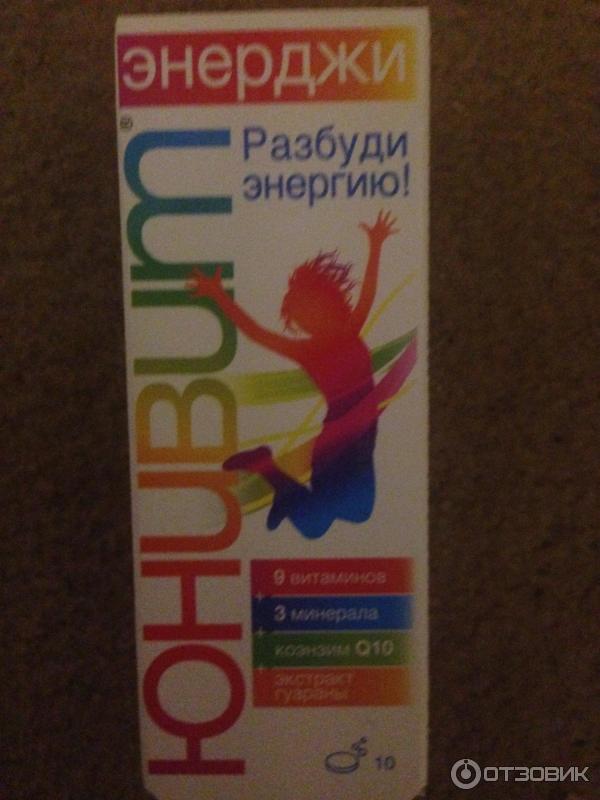 энерджи
ЮНИВИТ®
Разбуди
энергию!
9 витаминов
+
3 минерала
+
коэнзим Q10
+
экстракт
гуараны
10
ОТЗОВИК